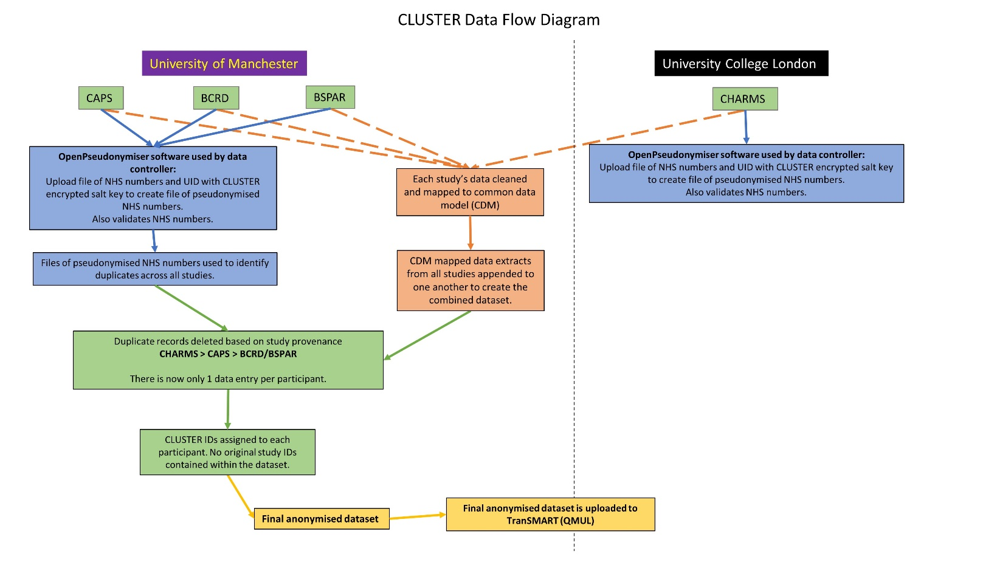 CLUSTER Data Flow Diagram
University of Manchester
University College London
CAPS
BCRD
BSPAR
CHARMS
OpenPseudonymiser software used by data
controller:
Upload file of NHS numbers and UID with CLUSTER
encrypted salt key to create file of pseudonymised
NHS numbers.
Also validates NHS numbers.
Each study's data cleaned
and mapped to common data
model (CDM)
OpenPseudonymiser software used by data controller:
Upload file of NHS numbers and UID with CLUSTER encrypted salt key
to create file of pseudonymised NHS numbers.
Also validates NHS numbers.
Files of pseudonymised NHS numbers used to identify
duplicates across all studies.
CDM mapped data extracts
from all studies appended to
one another to create the
combined dataset.
Duplicate records deleted based on study provenance
CHARMS > CAPS > BCRD/BSPAR
There is now only 1 data entry per participant.
CLUSTER IDs assigned to each
participant. No original study IDs
contained within the dataset.
Final anonymised dataset
Final anonymised dataset is uploaded to
TranSMART (QMUL)